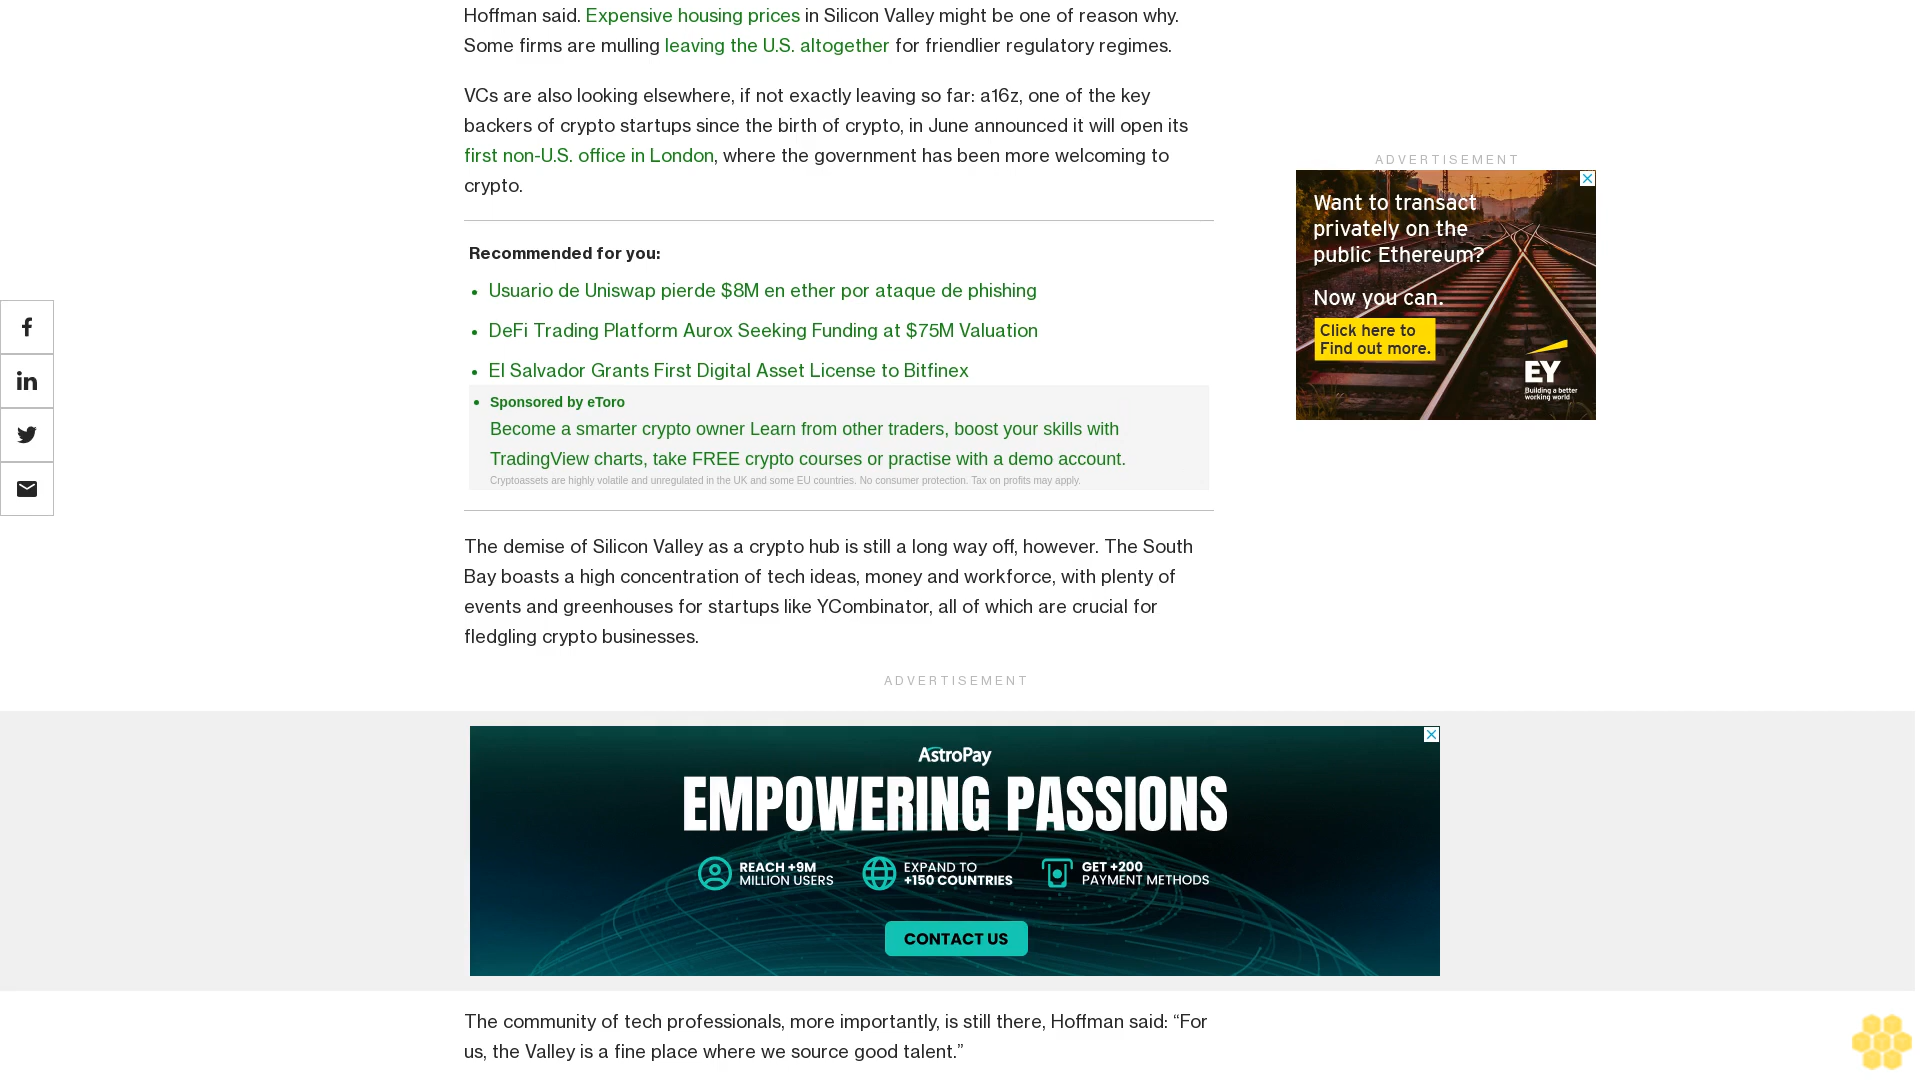 Hoffman said. Expensive housing prices in Silicon Valley might be one of reason why.
Some firms are mulling leaving the U.S. altogether for friendlier regulatory regimes.
VCs are also looking elsewhere, if not exactly leaving so far: a16z, one of the key
backers of crypto startups since the birth of crypto, in June announced it will open its
first non-U.S. office in London, where the government has been more welcoming to
crypto.
Recommended for you:
Usuario de Uniswap pierde $8M en ether por ataque de phishing
DeFi Trading Platform Aurox Seeking Funding at $75M Valuation
El Salvador Grants First Digital Asset License to Bitfinex
Sponsored by eToro
Become a smarter crypto owner Learn from other traders, boost your skills with
TradingView charts, take FREE crypto courses or practise with a demo account.
Cryptoassets are highly volatile and unregulated in the UK and some EU countries. No consumer protection. Tax on profits may apply.
The demise of Silicon Valley as a crypto hub is still a long way off, however. The South
Bay boasts a high concentration of tech ideas, money and workforce, with plenty of
events and greenhouses for startups like YCombinator, all of which are crucial for
fledgling crypto businesses.
ADVERTISEMENT
AstroPay
EMPOWERING PASSIONS
REACH +9M
MILLION USERS
EXPAND TO
+150 COUNTRIES
GET +200
PAYMENT METHODS
CONTACT US
The community of tech professionals, more importantly, is still there, Hoffman said: “For
us, the Valley is a fine place where we source good talent.”
ADVERTISEMENT
Want to transact
privately on the
public Ethereum?
Now you can.
Click here to
Find out more.
EY
Building a better
working world